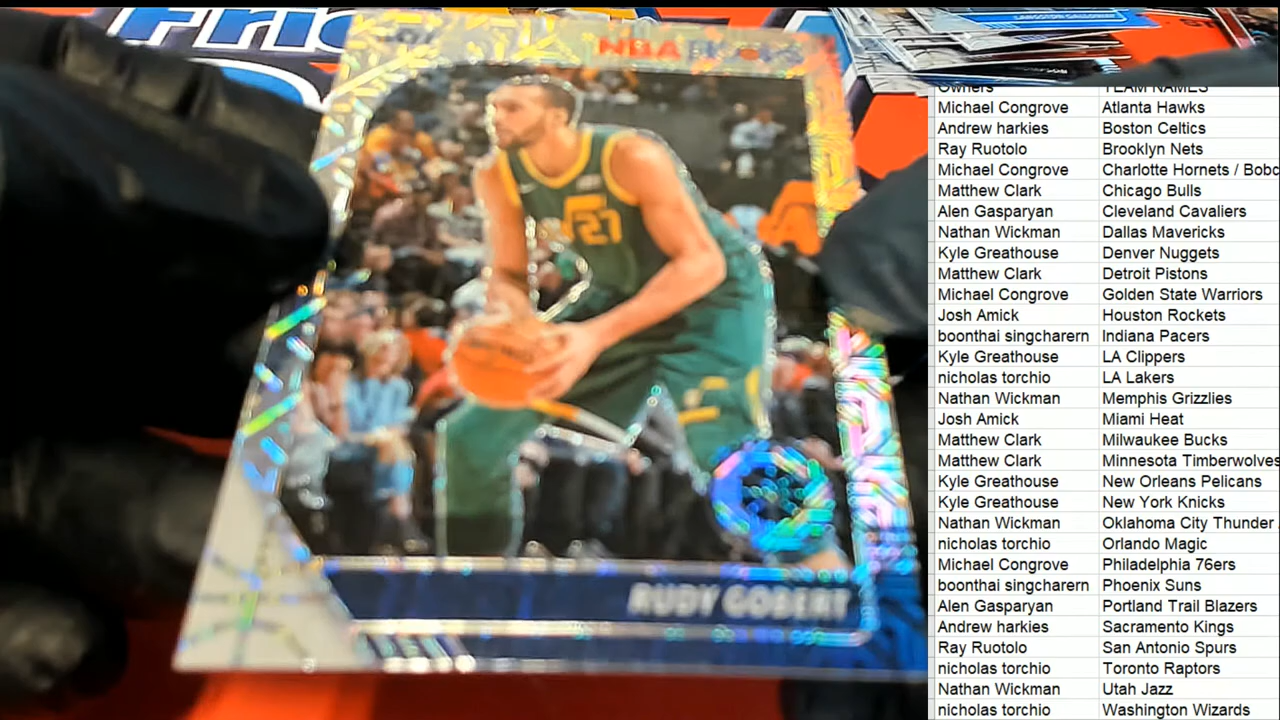 NBA HOOPS
27
RUDY GOBERT
Owners TEAM NAMES
Michael Congrove Atlanta Hawks
Andrew harkies Boston Celtics
Ray Ruotolo Brooklyn Nets
Michael Congrove Charlotte Hornets / Bobc
Matthew Clark Chicago Bulls
Alen Gasparyan Cleveland Cavaliers
Nathan Wickman Dallas Mavericks
Kyle Greathouse Denver Nuggets
Matthew Clark Detroit Pistons
Michael Congrove Golden State Warriors
Josh Amick Houston Rockets
boonthai singcharern Indiana Pacers
Kyle Greathouse LA Clippers
nicholas torchio LA Lakers
Nathan Wickman Memphis Grizzlies
Josh Amick Miami Heat
Matthew Clark Milwaukee Bucks
Matthew Clark Minnesota Timberwolves
Kyle Greathouse New Orleans Pelicans
Kyle Greathouse New York Knicks
Nathan Wickman Oklahoma City Thunder
nicholas torchio Orlando Magic
Michael Congrove Philadelphia 76ers
boonthai singcharern Phoenix Suns
Alen Gasparyan Portland Trail Blazers
Andrew harkies Sacramento Kings
Ray Ruotolo San Antonio Spurs
nicholas torchio Toronto Raptors
Nathan Wickman Utah Jazz
nicholas torchio Washington Wizards